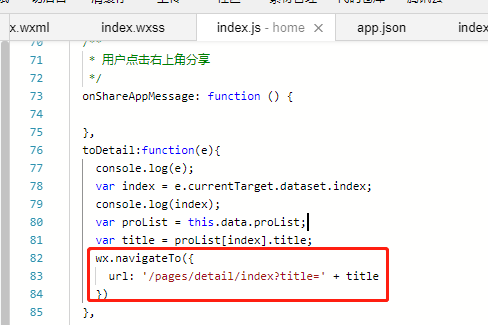 x.wxml index.wxss index.js - home × app.json index
70 /**
71 * 用户点击右上角分享
72 */
73 onShareAppMessage: function () {
74
75 },
76 toDetail:function(e){
77 console.log(e);
78 var index = e.currentTarget.dataset.index;
79 console.log(index);
80 var proList = this.data.proList;
81 var title = proList[index].title;
82 wx.navigateTo({
83 url: '/pages/detail/index?title=' + title
84 })
85 },